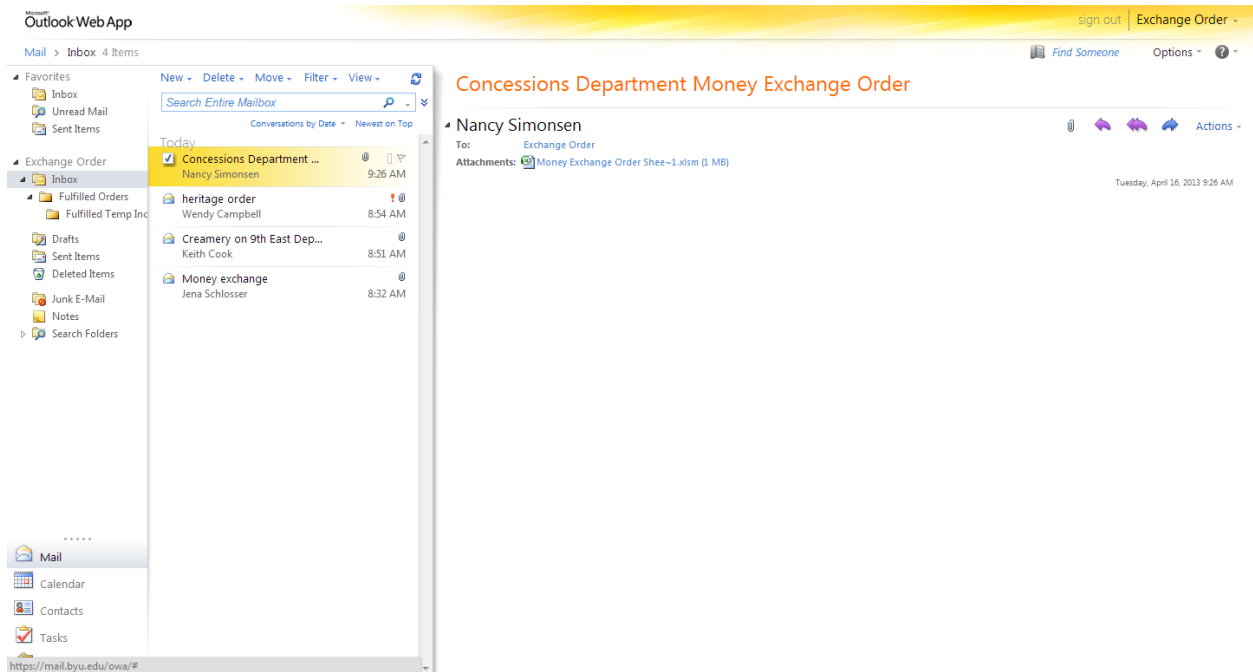 Microsoft
Outlook Web App
sign out Exchange Order
Mail > Inbox 4 Items
Find Someone Options
Favorites
Inbox
Unread Mail
Sent Items
Exchange Order
Inbox
Fulfilled Orders
Fulfilled Temp Inc
Drafts
Sent Items
Deleted Items
Junk E-Mail
Notes
Search Folders
Mail
Calendar
Contacts
Tasks
https://mail.byu.edu/owa/#
New Delete Move Filter View
Search Entire Mailbox
Conversations by Date Newest on Top
Today
Concessions Department ...
Nancy Simonsen 9:26 AM
heritage order
Wendy Campbell 8:54 AM
Creamery on 9th East Dep...
Keith Cook 8:51 AM
Money exchange
Jena Schlosser 8:32 AM
Concessions Department Money Exchange Order
Nancy Simonsen
Actions
To: Exchange Order
Attachments: Money Exchange Order Shee~1.xlsm (1 MB)
Tuesday, April 16, 2013 9:26 AM